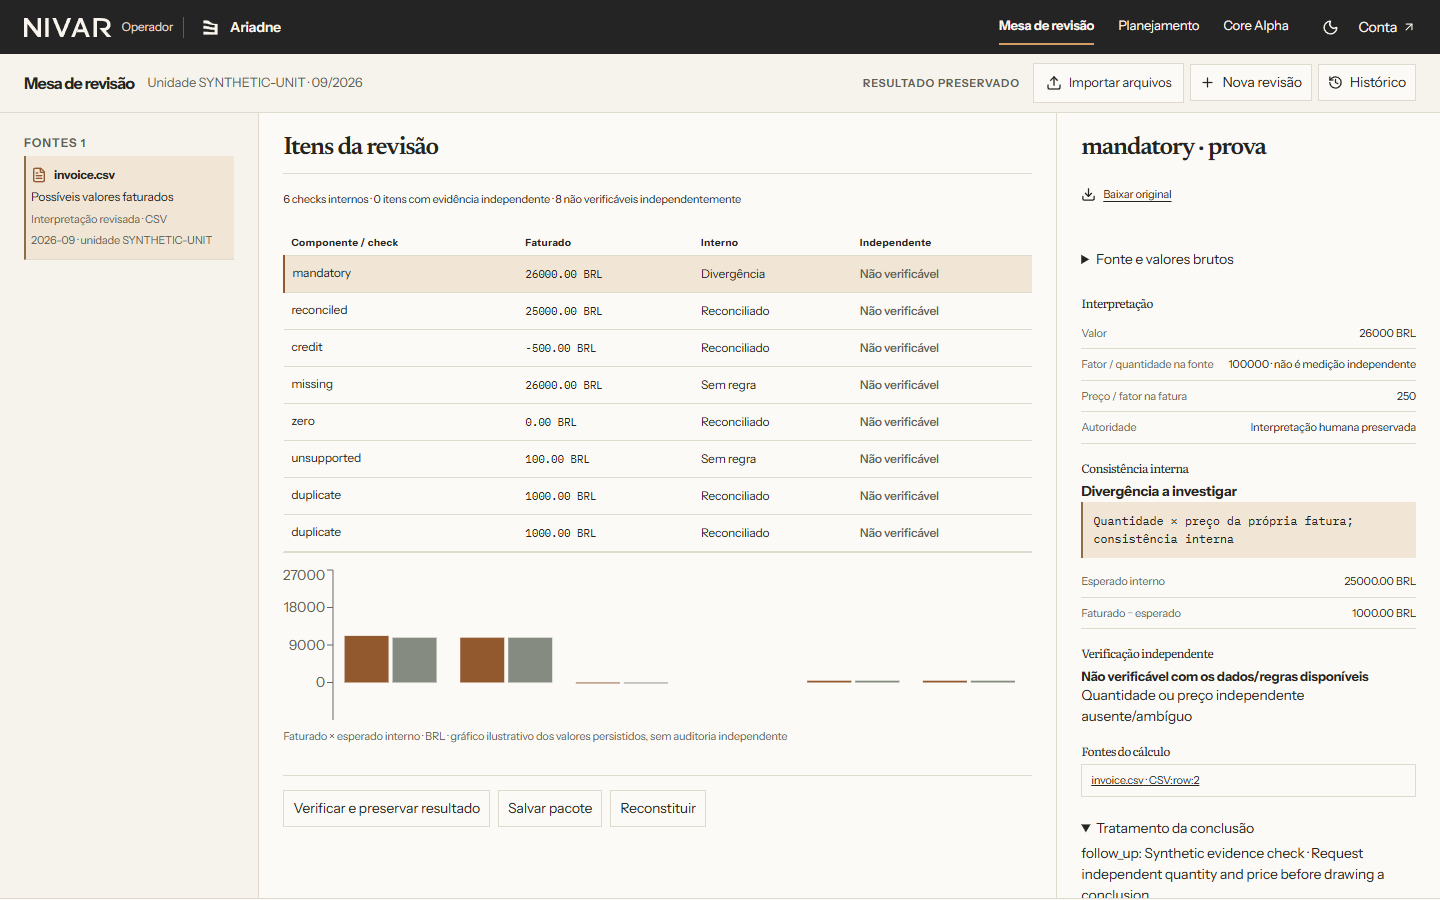 NIVAR Operador Ariadne Mesa de revisão Planejamento Core Alpha Conta
Mesa de revisão Unidade SYNTHETIC-UNIT · 09/2026 RESULTADO PRESERVADO Importar arquivos Nova revisão Histórico
FONTES 1
invoice.csv
Possíveis valores faturados
Interpretação revisada · CSV
2026-09 · unidade SYNTHETIC-UNIT
Itens da revisão
6 checks internos · 0 itens com evidência independente · 8 não verificáveis independentemente
Componente / check Faturado Interno Independente
mandatory 26000.00 BRL Divergência Não verificável
reconciled 25000.00 BRL Reconciliado Não verificável
credit -500.00 BRL Reconciliado Não verificável
missing 26000.00 BRL Sem regra Não verificável
zero 0.00 BRL Reconciliado Não verificável
unsupported 100.00 BRL Sem regra Não verificável
duplicate 1000.00 BRL Reconciliado Não verificável
duplicate 1000.00 BRL Reconciliado Não verificável
27000
18000
9000
0
Faturado × esperado interno · BRL · gráfico ilustrativo dos valores persistidos, sem auditoria independente
Verificar e preservar resultado Salvar pacote Reconstituir
mandatory · prova
Baixar original
Fonte e valores brutos
Interpretação
Valor 26000 BRL
Fator / quantidade na fonte 100000 · não é medição independente
Preço / fator na fatura 250
Autoridade Interpretação humana preservada
Consistência interna
Divergência a investigar
Quantidade × preço da própria fatura;
consistência interna
Esperado interno 25000.00 BRL
Faturado − esperado 1000.00 BRL
Verificação independente
Não verificável com os dados/regras disponíveis
Quantidade ou preço independente
ausente/ambíguo
Fontes do cálculo
invoice.csv · CSV:row:2
Tratamento da conclusão
follow_up: Synthetic evidence check · Request
independent quantity and price before drawing a
conclusion